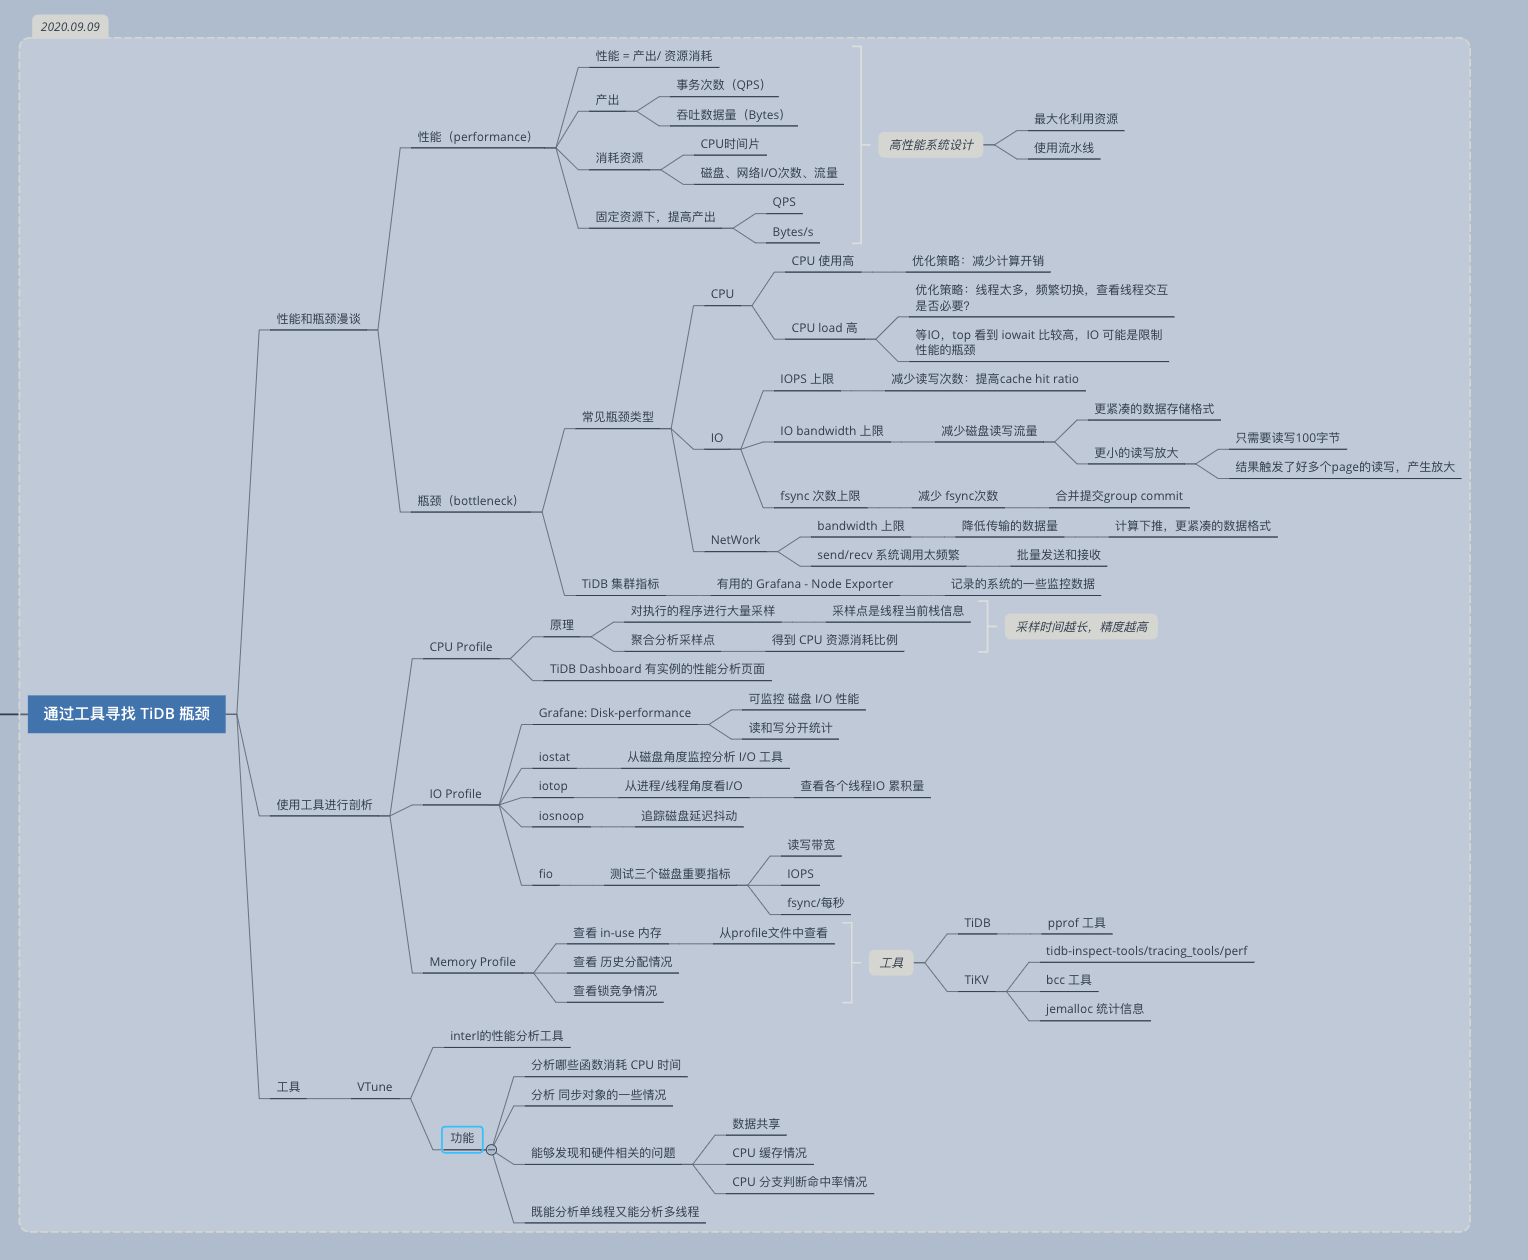 2020.09.09
通过工具寻找 TiDB 瓶颈
性能和瓶颈漫谈
性能（performance）
性能 = 产出/ 资源消耗
产出
事务次数（QPS）
吞吐数据量（Bytes）
消耗资源
CPU时间片
磁盘、网络I/O次数、流量
固定资源下，提高产出
QPS
Bytes/s
高性能系统设计
最大化利用资源
使用流水线
瓶颈（bottleneck）
常见瓶颈类型
CPU
CPU 使用高
优化策略：减少计算开销
CPU load 高
优化策略：线程太多，频繁切换，查看线程交互
是否必要？
等IO，top 看到 iowait 比较高，IO 可能是限制
性能的瓶颈
IO
IOPS 上限
减少读写次数：提高cache hit ratio
IO bandwidth 上限
减少磁盘读写流量
更紧凑的数据存储格式
更小的读写放大
只需要读写100字节
结果触发了好多个page的读写，产生放大
fsync 次数上限
减少 fsync次数
合并提交group commit
NetWork
bandwidth 上限
降低传输的数据量
计算下推，更紧凑的数据格式
send/recv 系统调用太频繁
批量发送和接收
TiDB 集群指标
有用的 Grafana - Node Exporter
记录的系统的一些监控数据
使用工具进行剖析
CPU Profile
原理
对执行的程序进行大量采样
采样点是线程当前栈信息
聚合分析采样点
得到 CPU 资源消耗比例
采样时间越长，精度越高
TiDB Dashboard 有实例的性能分析页面
IO Profile
Grafane: Disk-performance
可监控 磁盘 I/O 性能
读和写分开统计
iostat
从磁盘角度监控分析 I/O 工具
iotop
从进程/线程角度看I/O
查看各个线程IO 累积量
iosnoop
追踪磁盘延迟抖动
fio
测试三个磁盘重要指标
读写带宽
IOPS
fsync/每秒
Memory Profile
查看 in-use 内存
从profile文件中查看
查看 历史分配情况
查看锁竞争情况
工具
TiDB
pprof 工具
TiKV
tidb-inspect-tools/tracing_tools/perf
bcc 工具
jemalloc 统计信息
工具
VTune
interl的性能分析工具
功能
分析哪些函数消耗 CPU 时间
分析 同步对象的一些情况
能够发现和硬件相关的问题
数据共享
CPU 缓存情况
CPU 分支判断命中率情况
既能分析单线程又能分析多线程